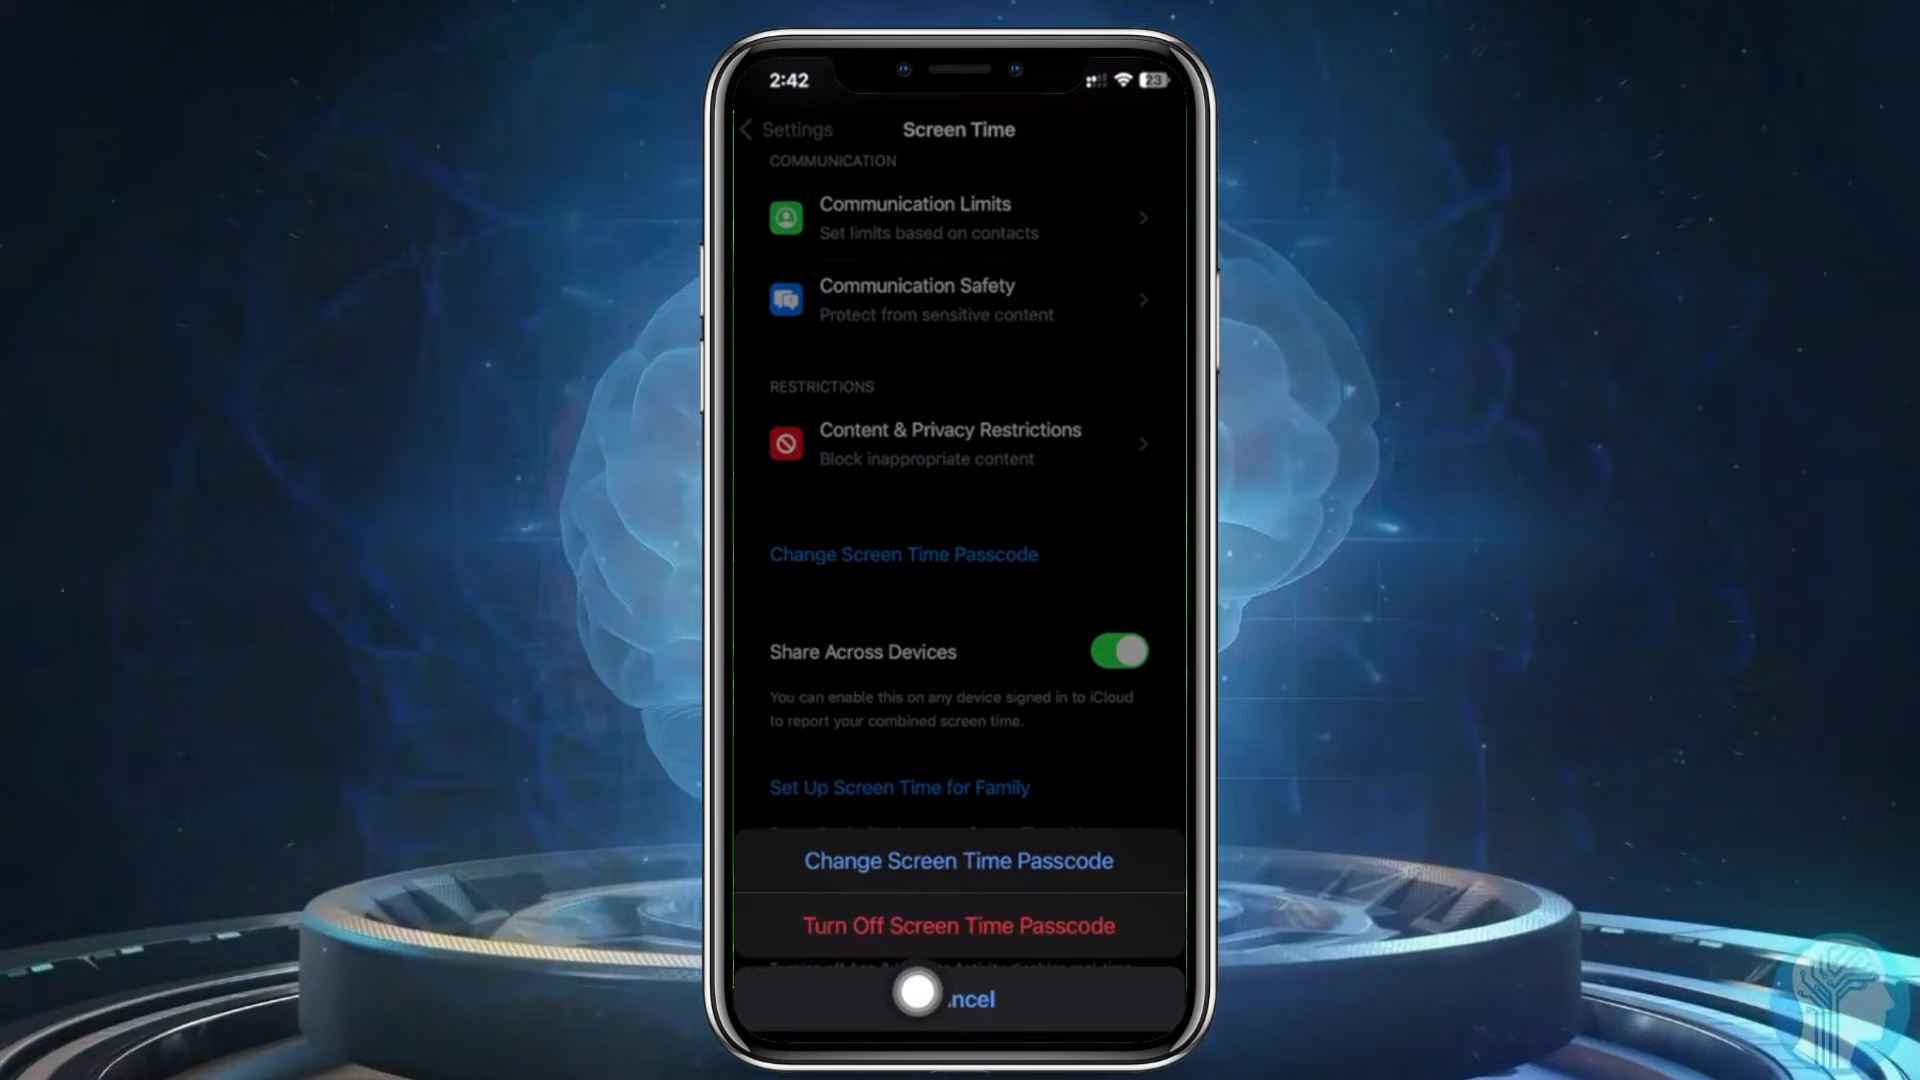 2:42
23
Settings
Screen Time
COMMUNICATION
Communication Limits
Set limits based on contacts
Communication Safety
Protect from sensitive content
RESTRICTIONS
Content & Privacy Restrictions
Block inappropriate content
Change Screen Time Passcode
Share Across Devices
You can enable this on any device signed in to iCloud
to report your combined screen time.
Set Up Screen Time for Family
Change Screen Time Passcode
Turn Off Screen Time Passcode
ncel